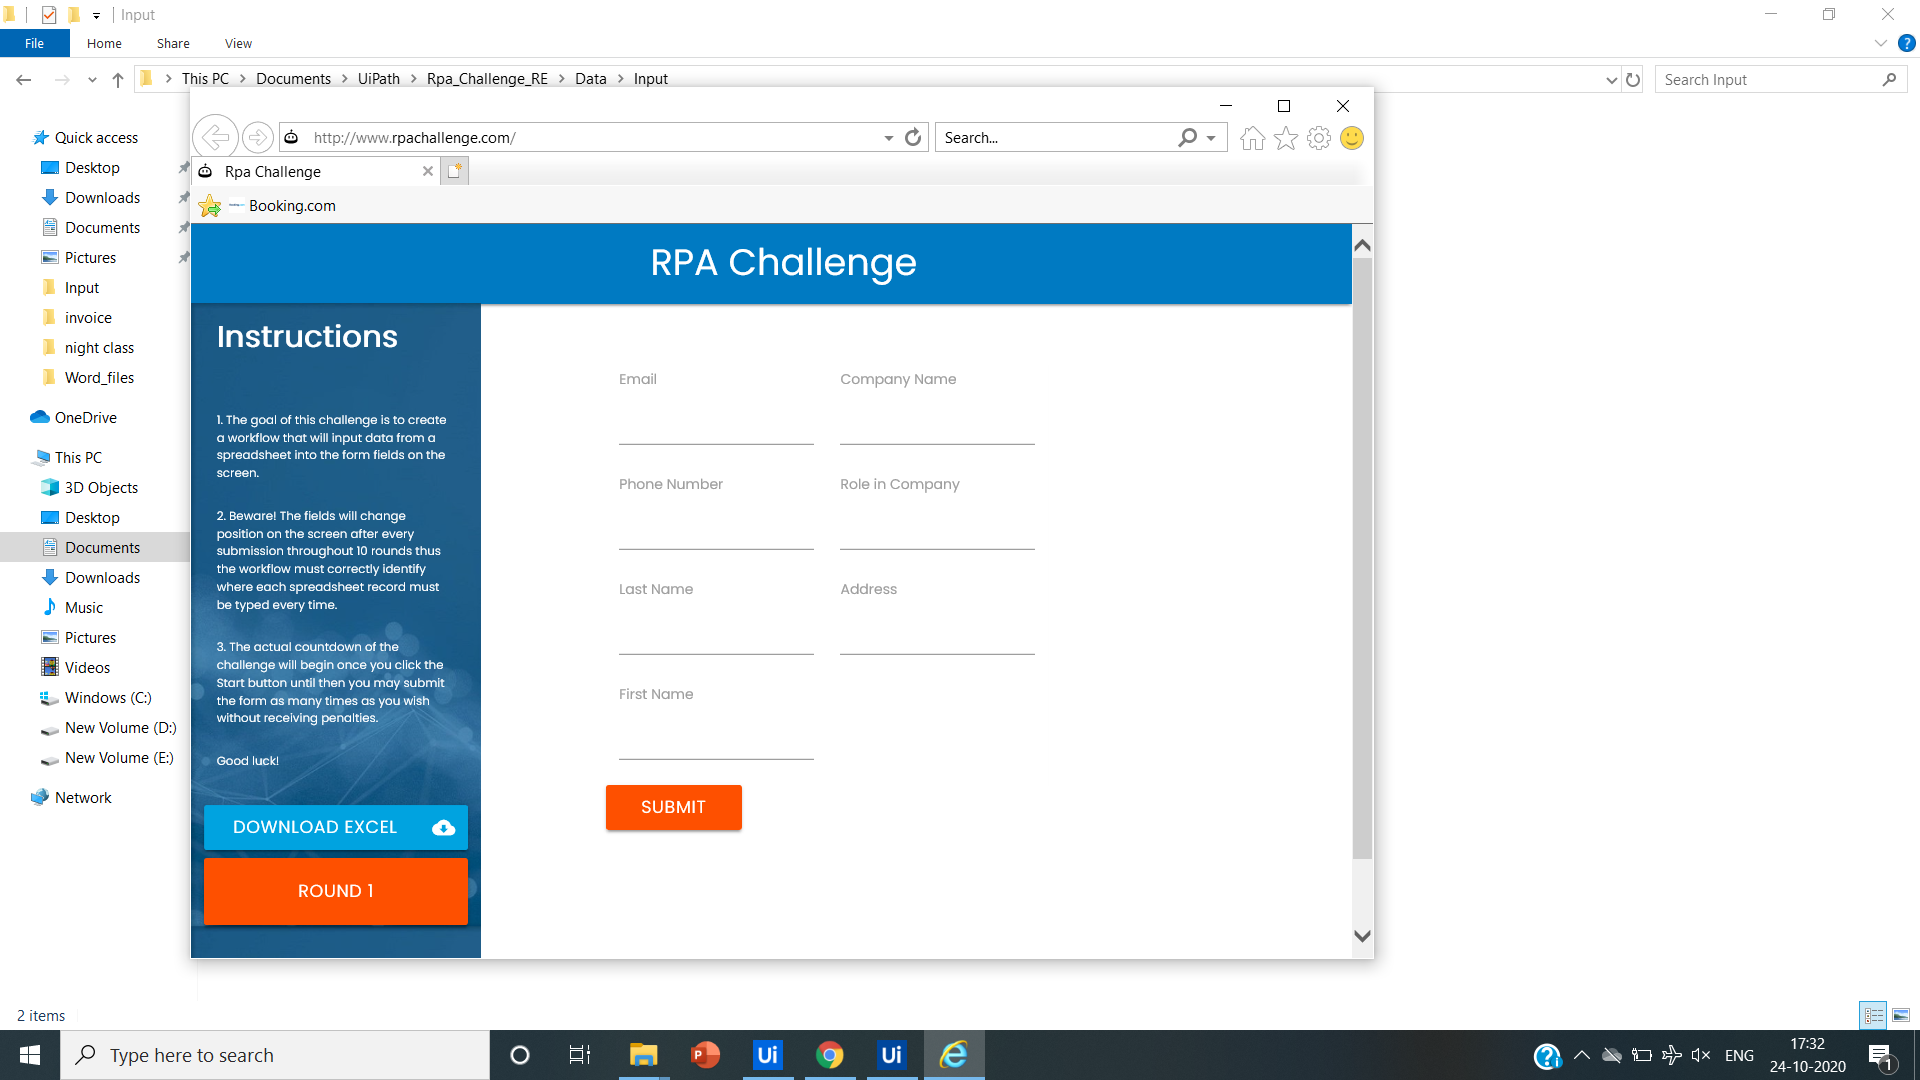 Input
File
Home
Share
View
This PC
Documents
UiPath
Rpa_Challenge_RE
Data
Input
Search Input
Quick access
Desktop
Downloads
Documents
Pictures
Input
invoice
night class
Word_files
OneDrive
This PC
3D Objects
Desktop
Documents
Downloads
Music
Pictures
Videos
Windows (C:)
New Volume (D:)
New Volume (E:)
Network
2 items
http://www.rpachallenge.com/
Search...
Rpa Challenge
Booking.com
RPA Challenge
Instructions
1. The goal of this challenge is to create
a workflow that will input data from a
spreadsheet into the form fields on the
screen.
2. Beware! The fields will change
position on the screen after every
submission throughout 10 rounds thus
the workflow must correctly identify
where each spreadsheet record must
be typed every time.
3. The actual countdown of the
challenge will begin once you click the
Start button until then you may submit
the form as many times as you wish
without receiving penalties.
Good luck!
DOWNLOAD EXCEL
ROUND 1
Email
Company Name
Phone Number
Role in Company
Last Name
Address
First Name
SUBMIT
Type here to search
P
Ui
Ui
ENG
17:32
24-10-2020
1